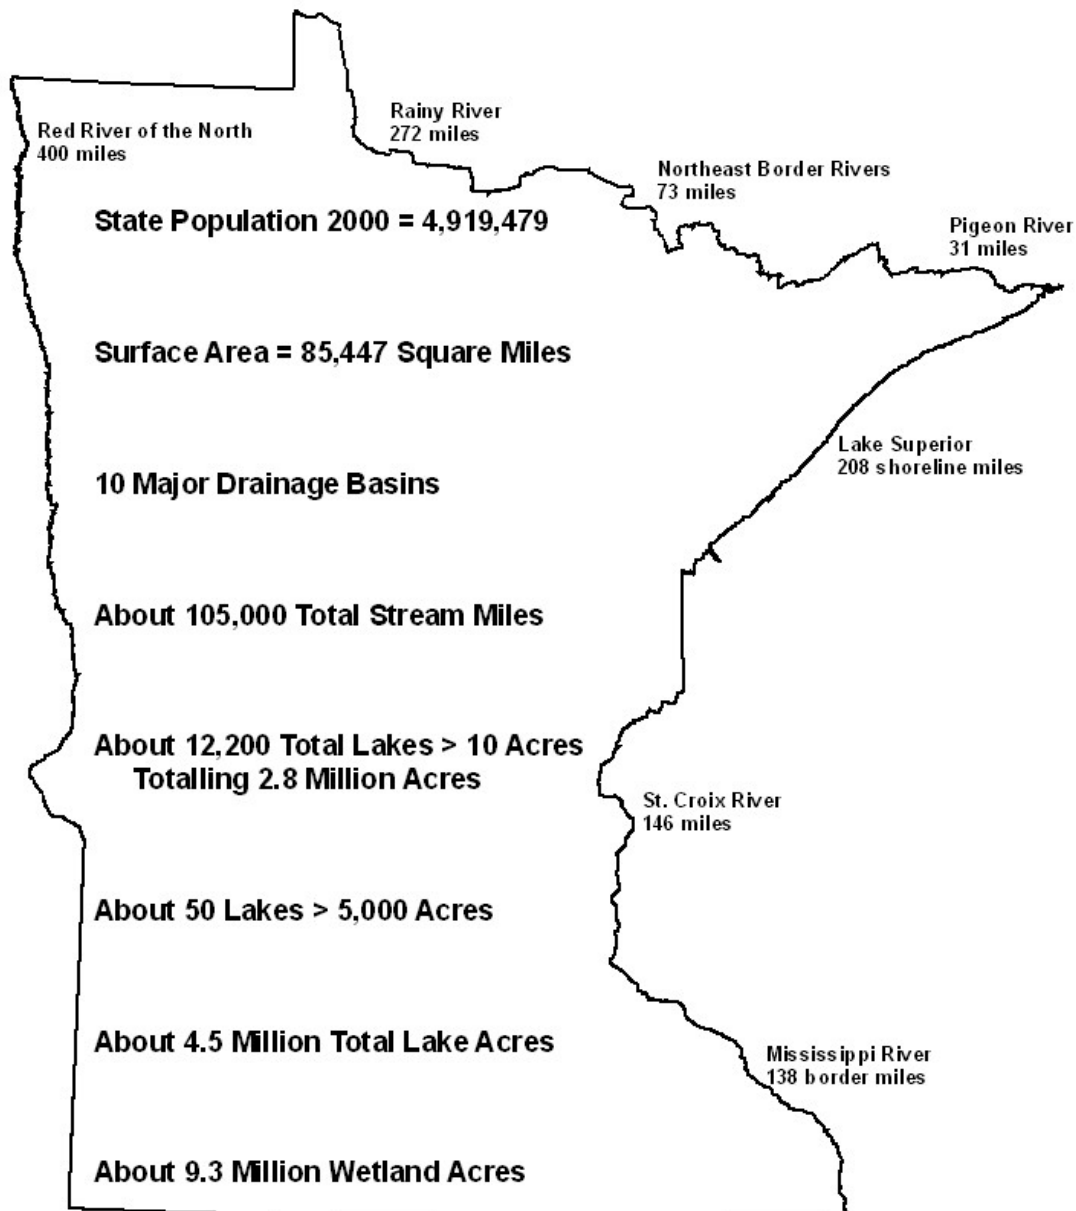 Rainy River
272 miles
Red River of the North
400 miles
Northeast Border Rivers
73 miles
State Population 2000 = 4,919,479
Pigeon River
31 miles
Surface Area = 85,447 Square Miles
Lake Superior
208 shoreline miles
10 Major Drainage Basins
About 105,000 Total Stream Miles
About 12,200 Total Lakes > 10 Acres
Totalling 2.8 Million Acres
St. Croix River
146 miles
About 50 Lakes > 5,000 Acres
About 4.5 Million Total Lake Acres
Mississippi River
138 border miles
About 9.3 Million Wetland Acres